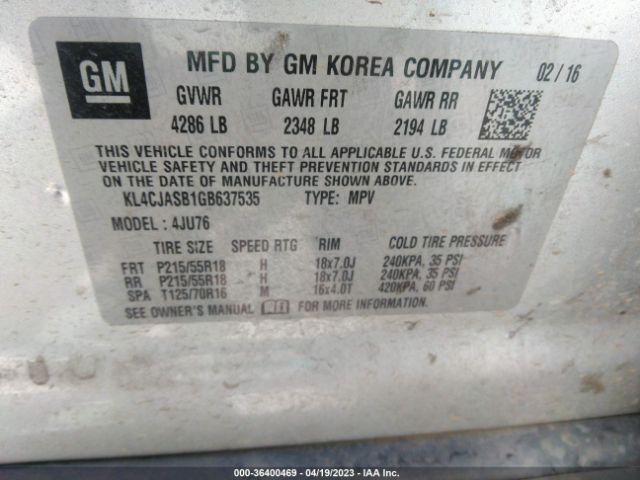 GM MFD BY GM KOREA COMPANY 02/16
GVWR GAWR FRT GAWR RR
4286 LB 2348 LB 2194 LB
THIS VEHICLE CONFORMS TO ALL APPLICABLE U.S. FEDERAL MOTOR
VEHICLE SAFETY AND THEFT PREVENTION STANDARDS IN EFFECT
ON THE DATE OF MANUFACTURE SHOWN ABOVE.
KL4CJASB1GB637535 TYPE: MPV
MODEL : 4JU76
TIRE SIZE SPEED RTG RIM COLD TIRE PRESSURE
FRT P215/55R18 H 18x7.0J 240KPA, 35 PSI
RR P215/55R18 H 18x7.0J 240KPA, 35 PSI
SPA T125/70R16 M 16x4.0T 420KPA, 60 PSI
SEE OWNER'S MANUAL FOR MORE INFORMATION.
000-36400469 - 04/19/2023 - IAA Inc.